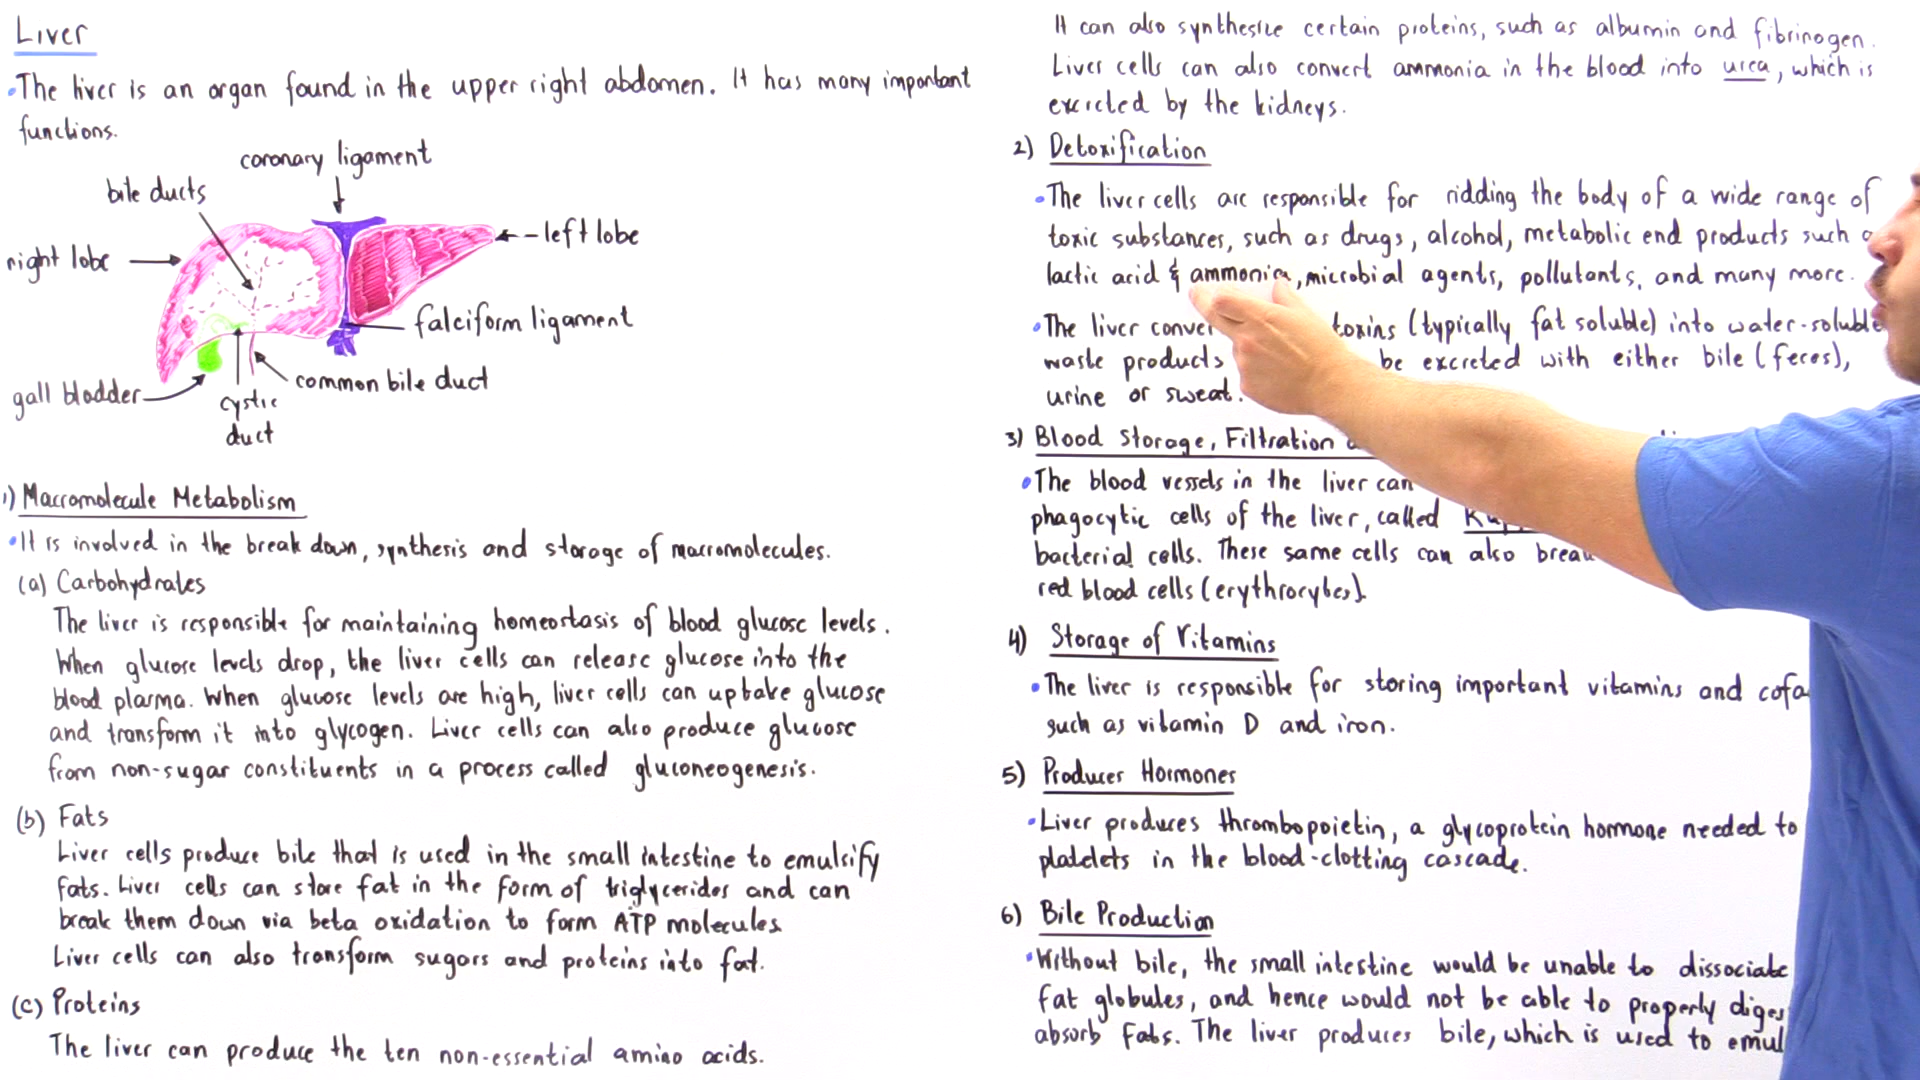 Liver
•The liver is an organ found in the upper right abdomen. It has many important
functions.
coronary ligament
bile ducts
right lobe
left lobe
falciform ligament
common bile duct
gall bladder
cystic
duct
1) Macromolecule Metabolism
•It is involved in the break down, synthesis and storage of macromolecules.
(a) Carbohydrates
The liver is responsible for maintaining homeostasis of blood glucose levels.
When glucose levels drop, the liver cells can release glucose into the
blood plasma. When glucose levels are high, liver cells can uptake glucose
and transform it into glycogen. Liver cells can also produce glucose
from non-sugar constituents in a process called gluconeogenesis.
(b) Fats
Liver cells produce bile that is used in the small intestine to emulsify
fats. Liver cells can store fat in the form of triglycerides and can
break them down via beta oxidation to form ATP molecules.
Liver cells can also transform sugars and proteins into fat.
(c) Proteins
The liver can produce the ten non-essential amino acids.
It can also synthesize certain proteins, such as albumin and fibrinogen.
Liver cells can also convert ammonia in the blood into urea, which is
excreted by the kidneys.
2) Detoxification
•The liver cells are responsible for ridding the body of a wide range of
toxic substances, such as drugs, alcohol, metabolic end products such
lactic acid & ammonia, microbial agents, pollutants, and many more.
•The liver toxins (typically fat soluble) into water-soluble
waste products be excreted with either bile (feces),
urine or sweat.
3) Blood Storage, Filtration
•The blood vessels in the liver can
phagocytic cells of the liver, called
bacterial cells. These same cells can also
red blood cells (erythrocytes).
4) Storage of Vitamins
•The liver is responsible for storing important vitamins and
such as vitamin D and iron.
5) Produces Hormones
•Liver produces thrombopoietin, a glycoprotein hormone needed to
platelets in the blood-clotting cascade.
6) Bile Production
•Without bile, the small intestine would be unable to dissociate
fat globules, and hence would not be able to properly
absorb fats. The liver produces bile, which is used to